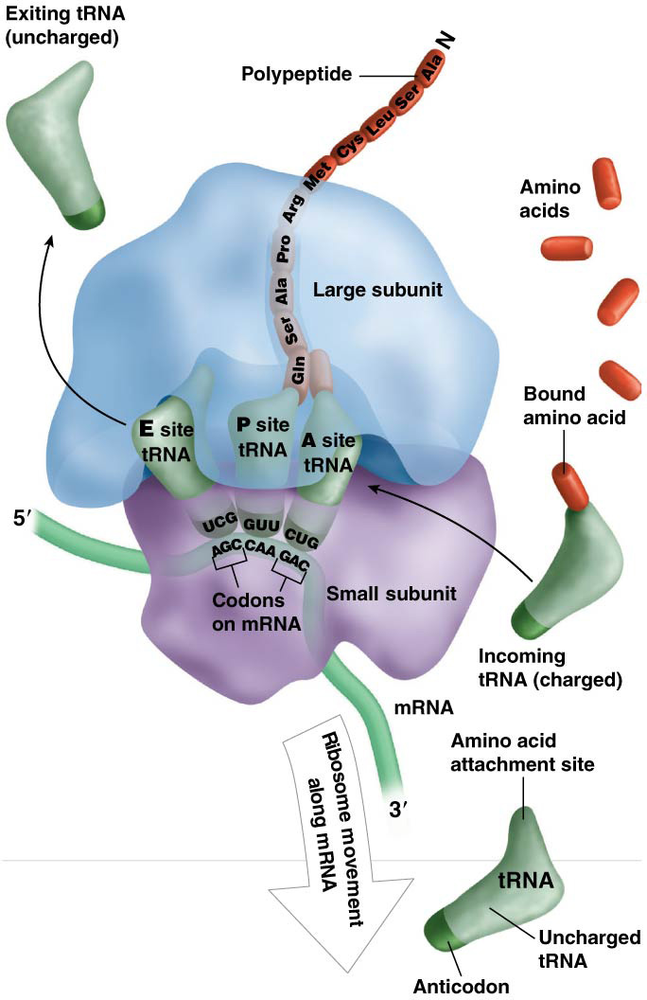 Exiting tRNA
(uncharged)
Polypeptide
N
Ala
Ser
Leu
Cys
Met
Arg
Pro
Ala
Ser
Gln
Amino
acids
Large subunit
Bound
amino acid
E site
tRNA
P site
tRNA
A site
tRNA
5′
UCG
GUU
CUG
AGC
CAA
GAC
Codons
on mRNA
Small subunit
Incoming
tRNA (charged)
mRNA
Amino acid
attachment site
Ribosome movement
along mRNA
3′
tRNA
Uncharged
tRNA
Anticodon